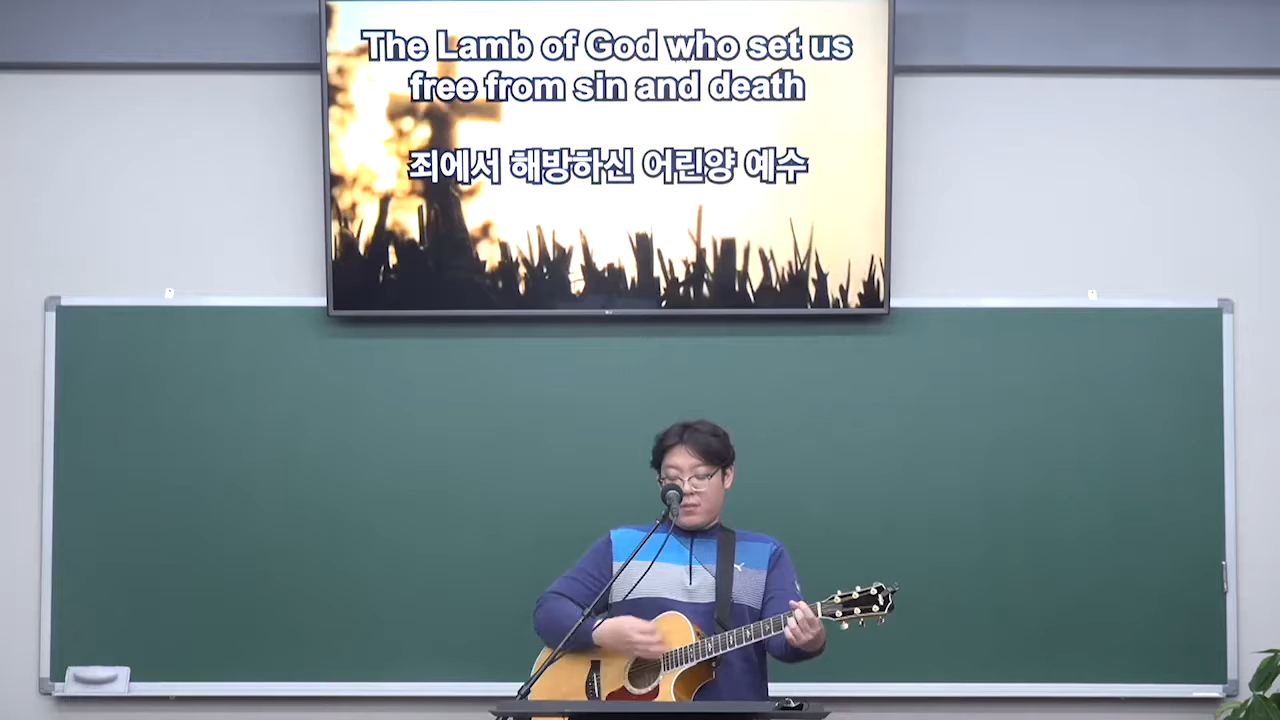 The Lamb of God who set us
free from sin and death
죄에서 해방하신 어린양 예수